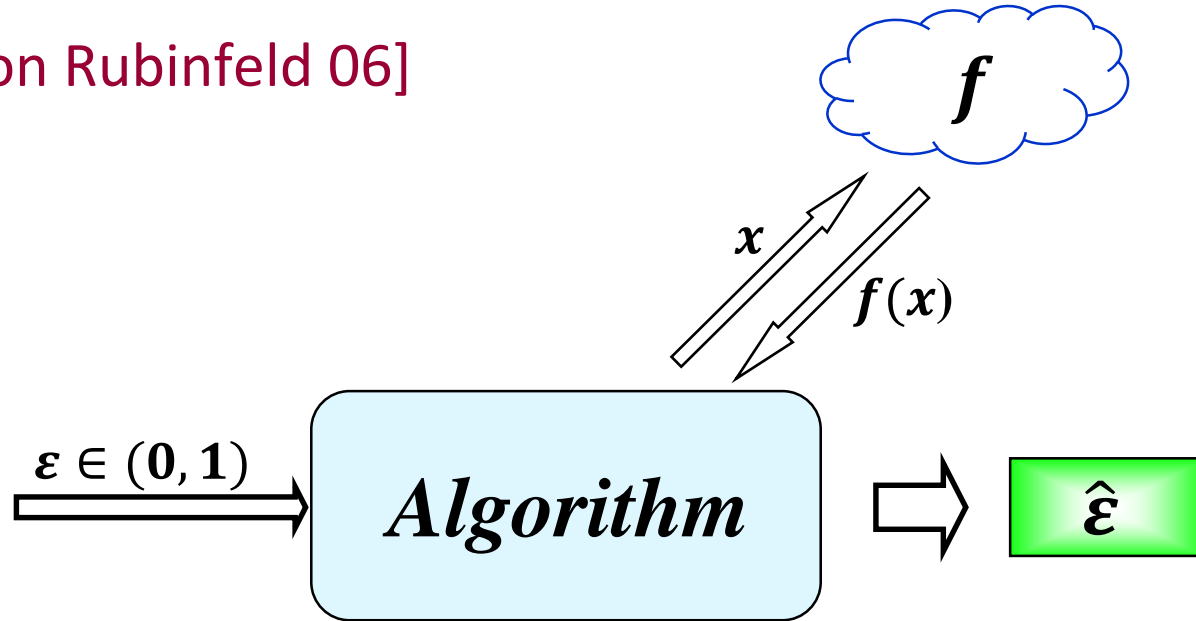 on Rubinfeld 06]
f
x
f(x)
ε ∈ (0, 1)
Algorithm
ε̂